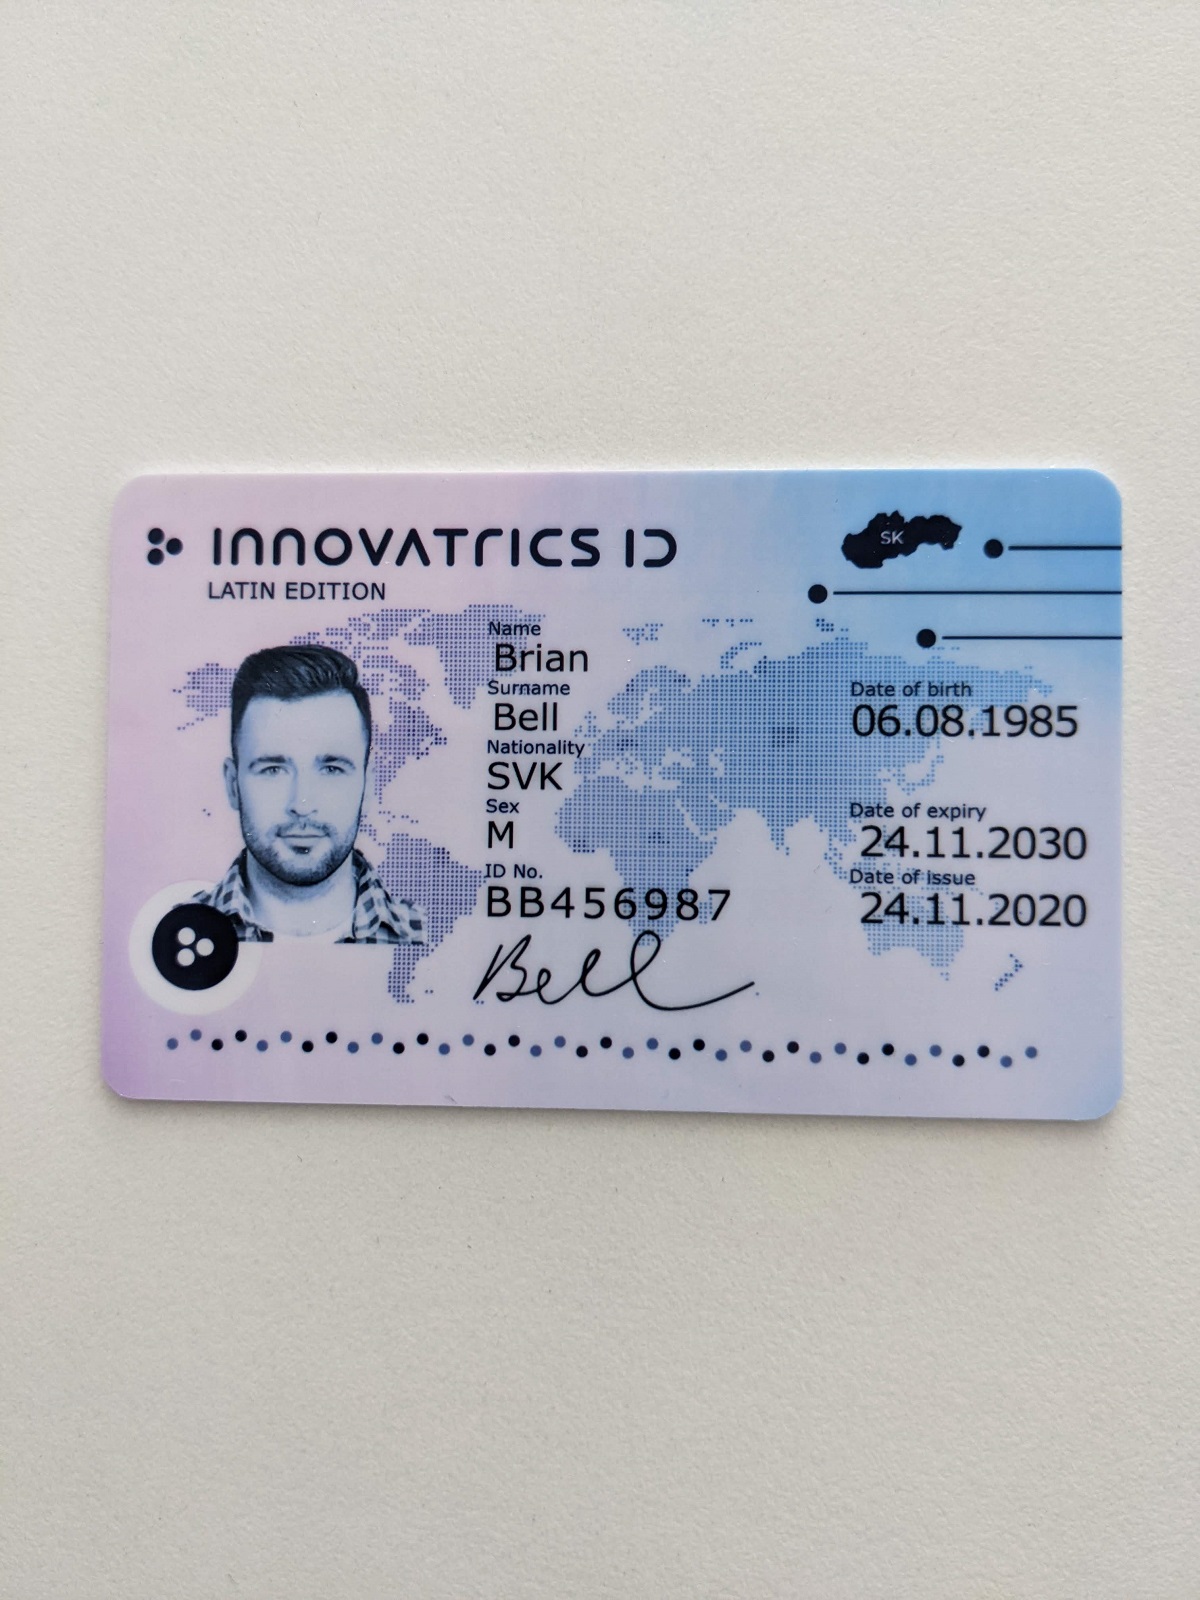 INNOVATRICS ID
LATIN EDITION
SK
Name
Brian
Surname
Bell
Nationality
SVK
Sex
M
ID No.
BB456987
Bell
Date of birth
06.08.1985
Date of expiry
24.11.2030
Date of issue
24.11.2020